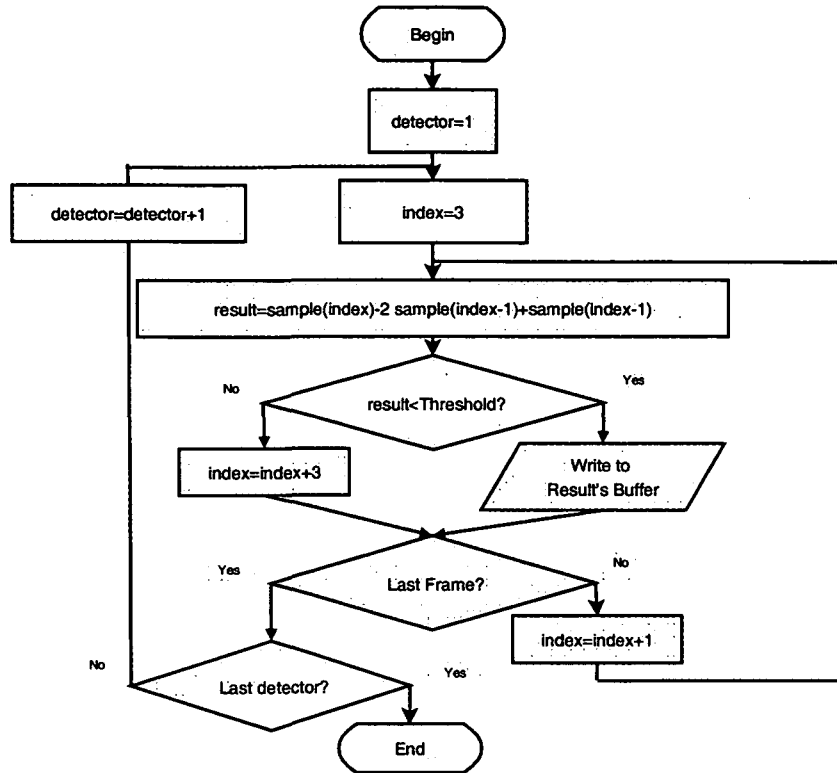 Begin
detector=1
detector=detector+1
index=3
result=sample(index)-2 sample(index-1)+sample(index-1)
No
Yes
result<Threshold?
index=index+3
Write to
Result's Buffer
Yes
No
Last Frame?
index=index+1
No
Last detector?
Yes
End